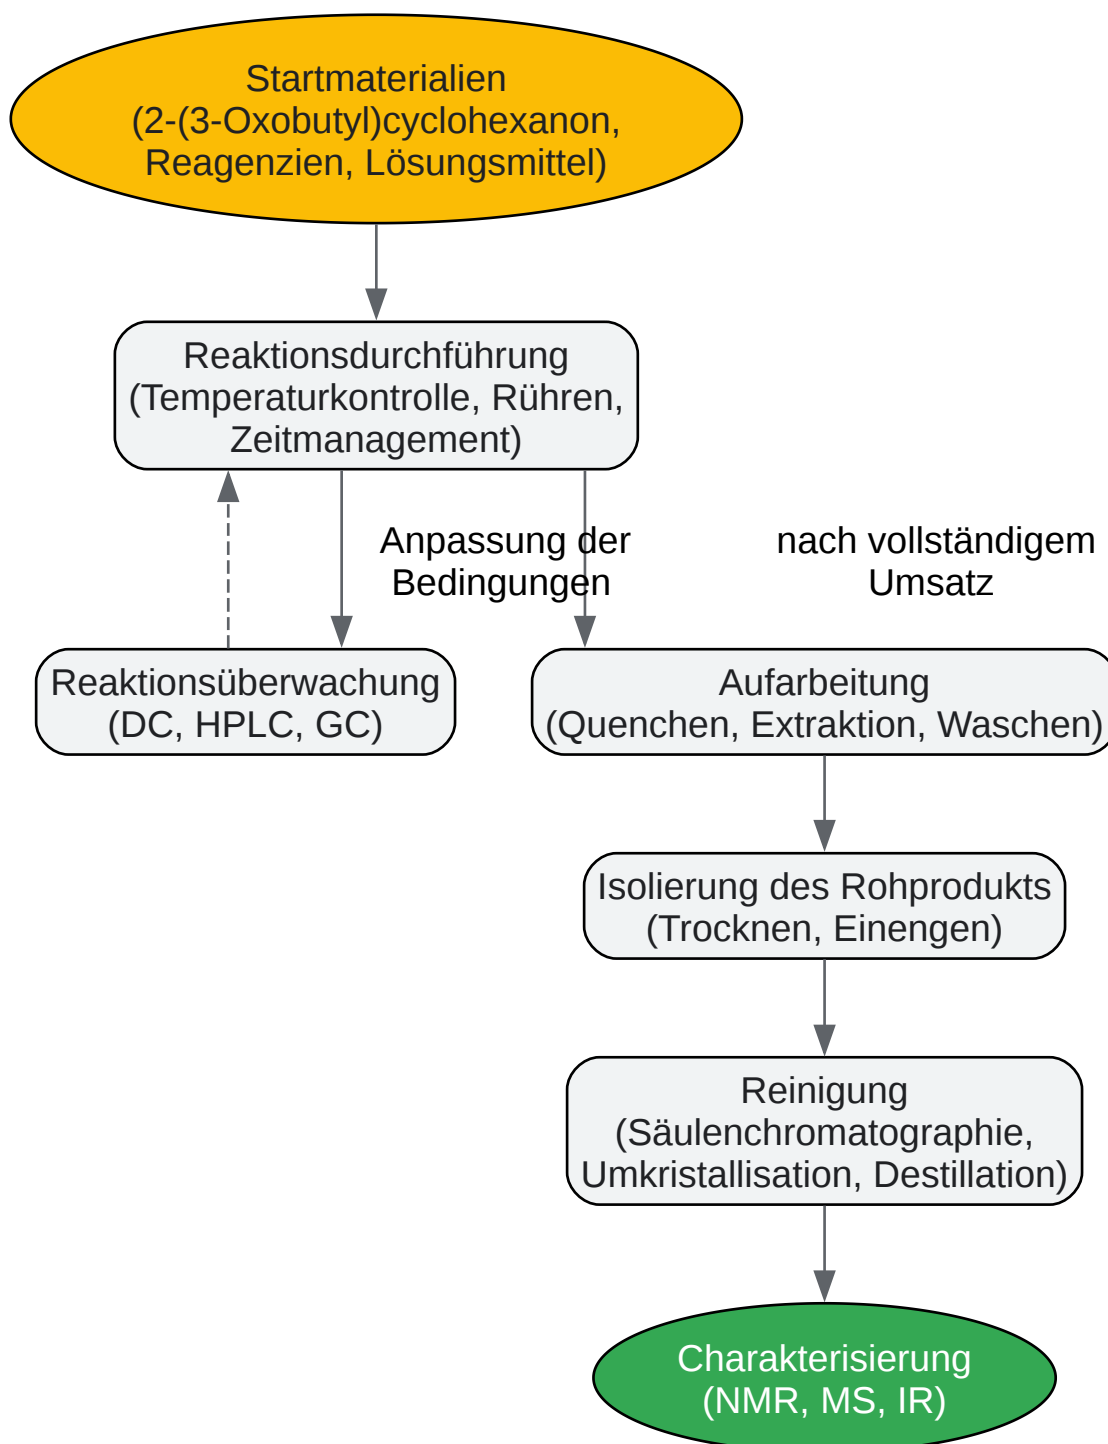 Startmaterialien
(2-(3-Oxobutyl)cyclohexanon,
Reagenzien, Lösungsmittel)
Reaktionsdurchführung
(Temperaturkontrolle, Rühren,
Zeitmanagement)
Anpassung der
Bedingungen
nach vollständigem
Umsatz
Reaktionsüberwachung
(DC, HPLC, GC)
Aufarbeitung
(Quenchen, Extraktion, Waschen)
Isolierung des Rohprodukts
(Trocknen, Einengen)
Reinigung
(Säulenchromatographie,
Umkristallisation, Destillation)
Charakterisierung
(NMR, MS, IR)